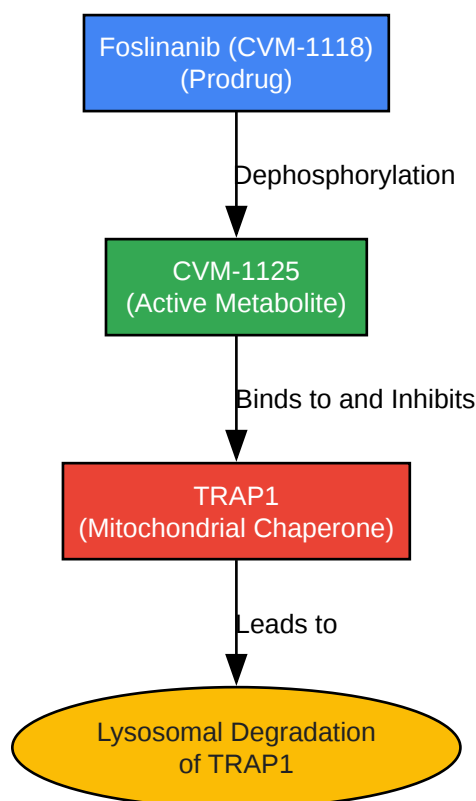 Foslinanib (CVM-1118)
(Prodrug)
Dephosphorylation
CVM-1125
(Active Metabolite)
Binds to and Inhibits
TRAP1
(Mitochondrial Chaperone)
Leads to
Lysosomal Degradation
of TRAP1